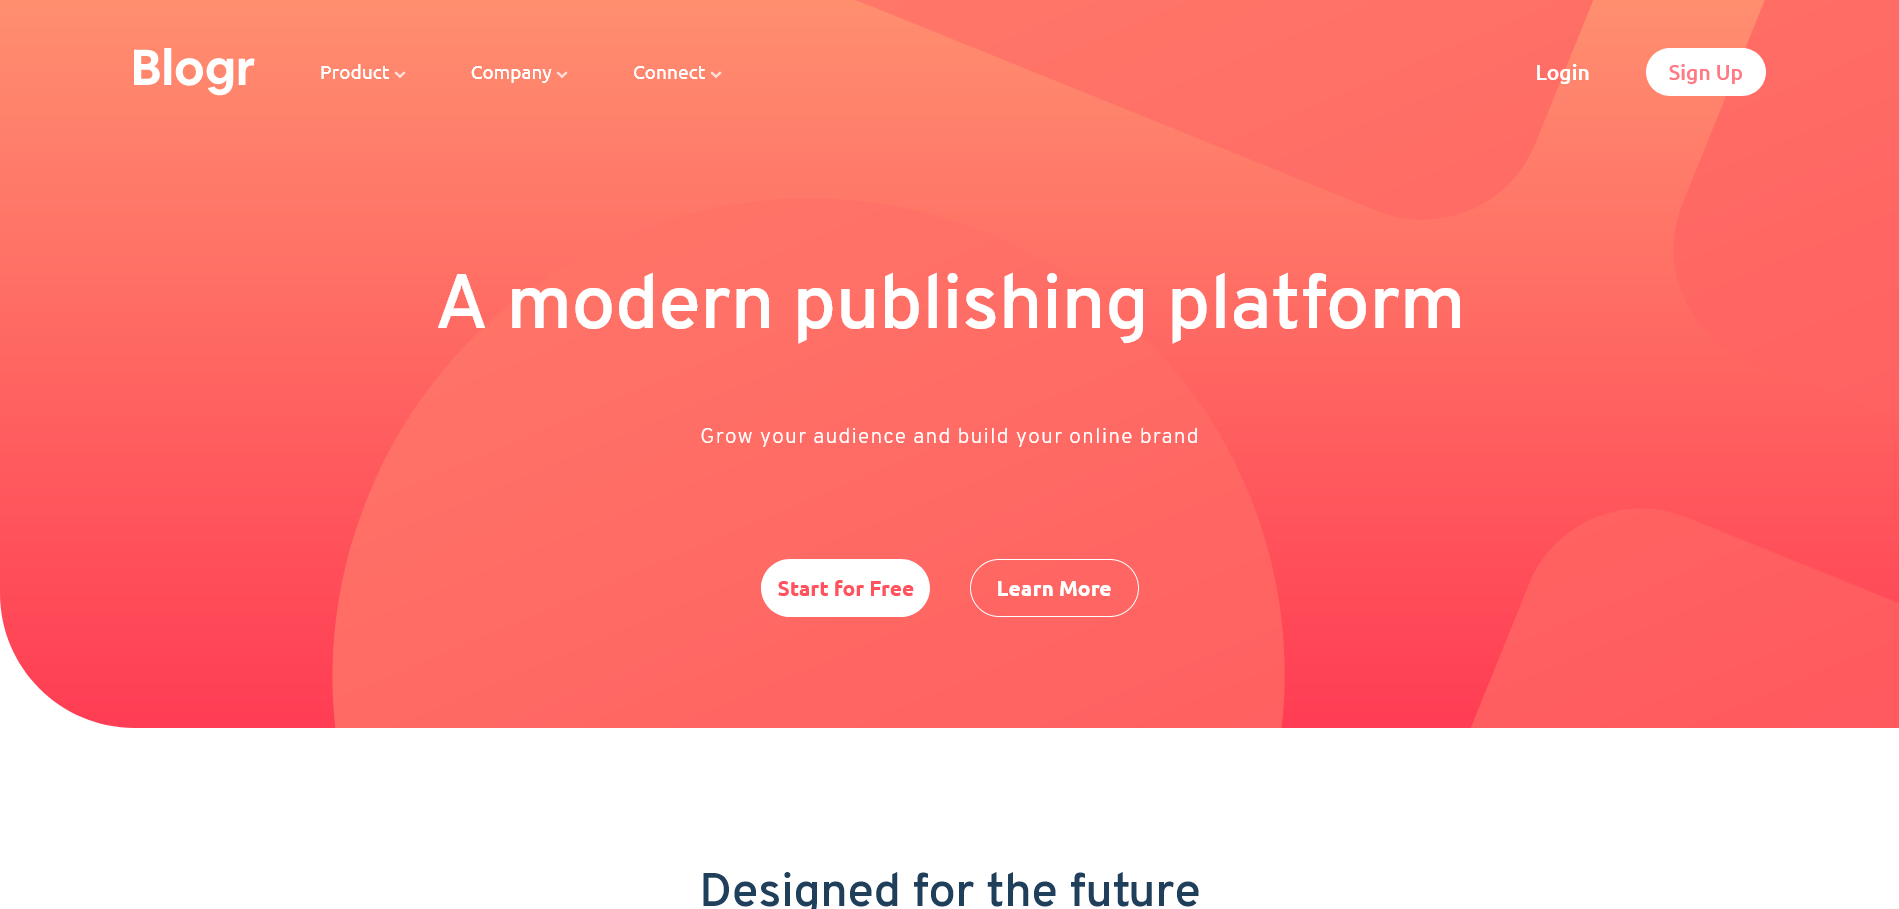 Blogr Product Company Connect Login Sign Up
A modern publishing platform
Grow your audience and build your online brand
Start for Free Learn More
Designed for the future